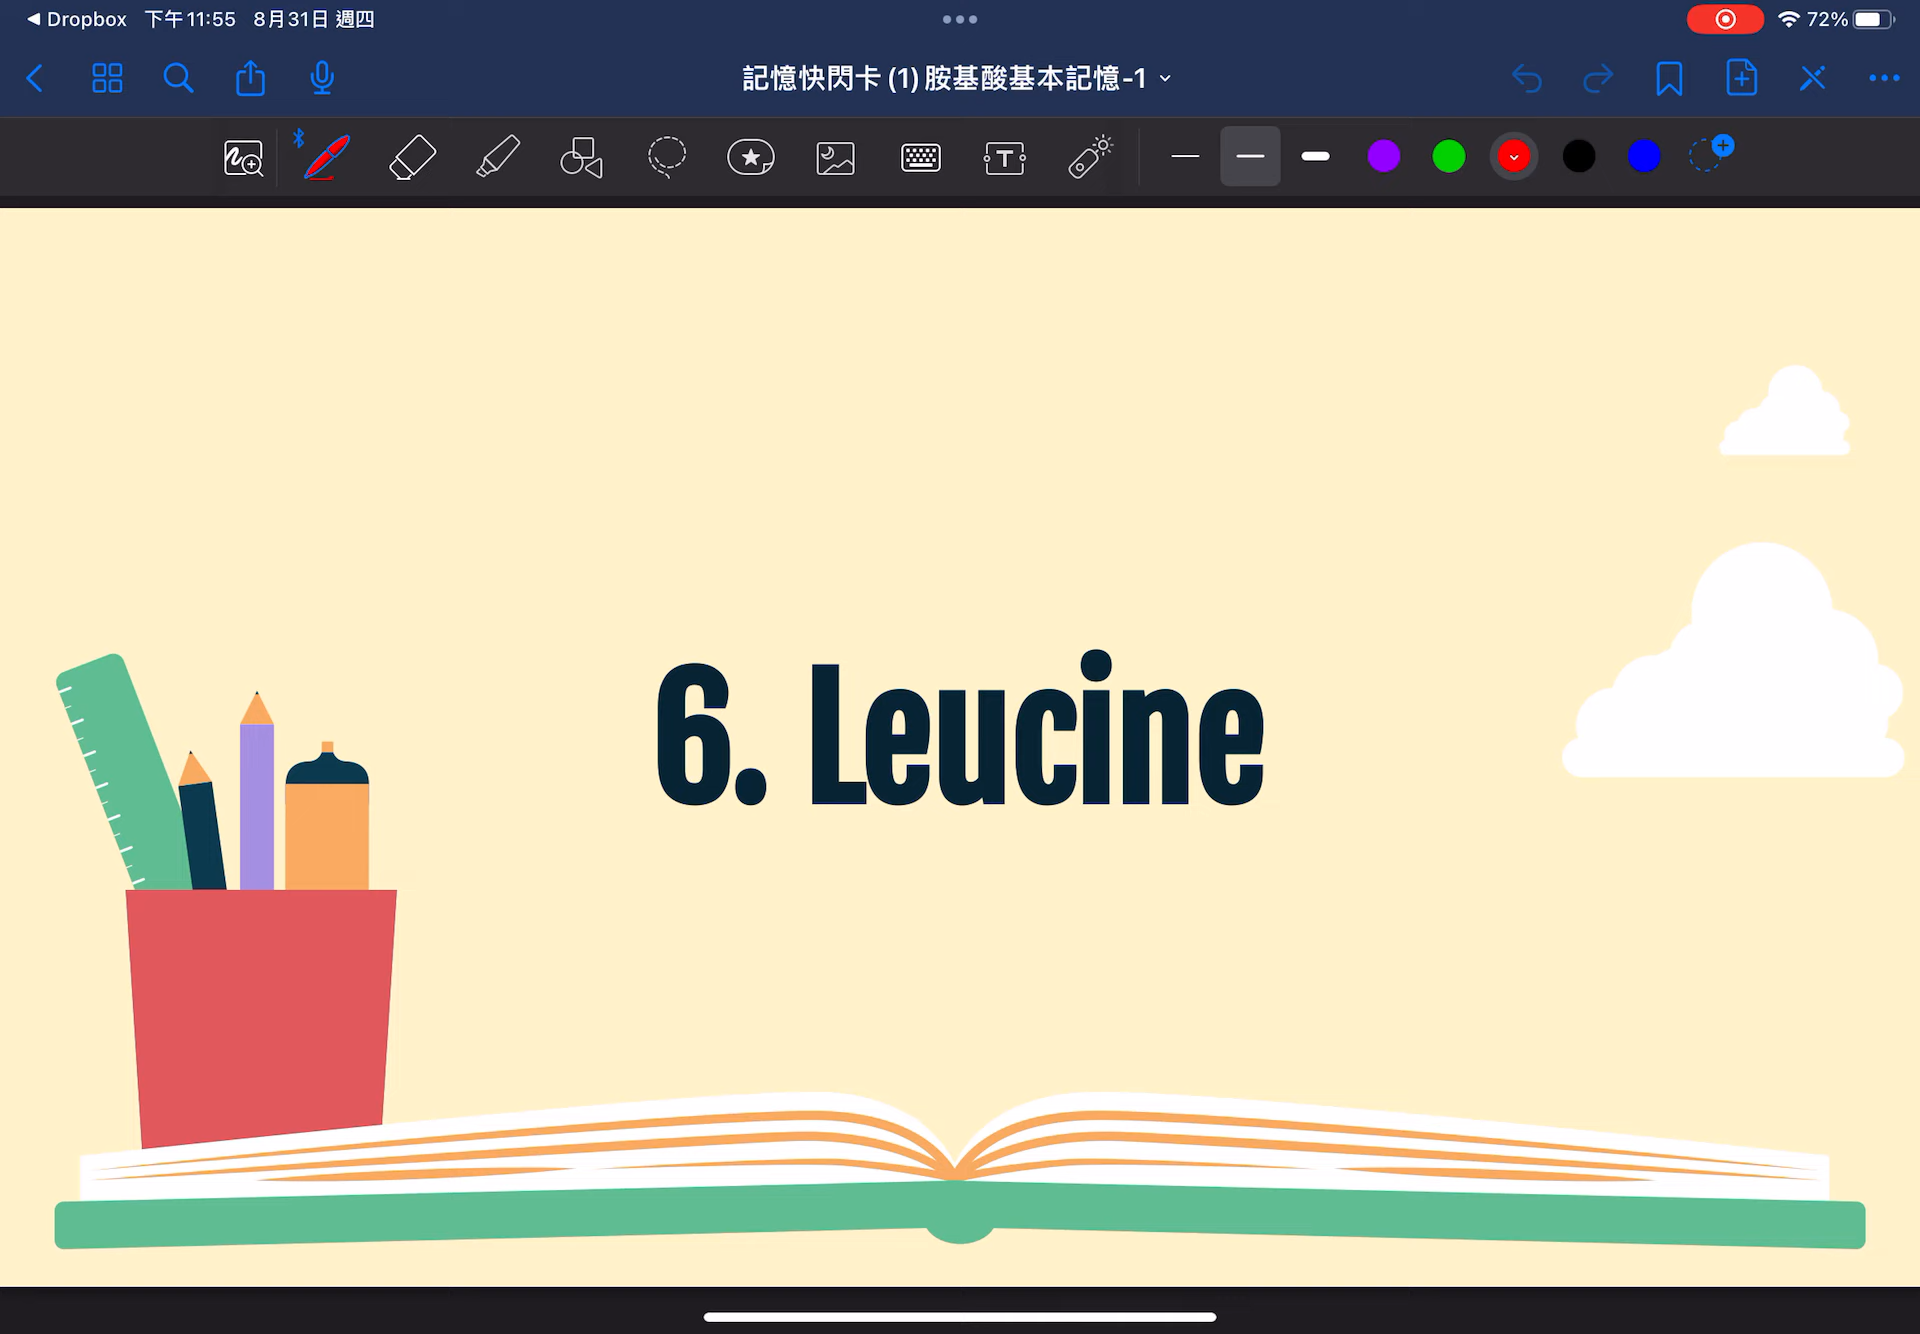 ◀ Dropbox 下午11:55 8月31日 週四
72%
記憶快閃卡 (1) 胺基酸基本記憶-1
T
6. Leucine